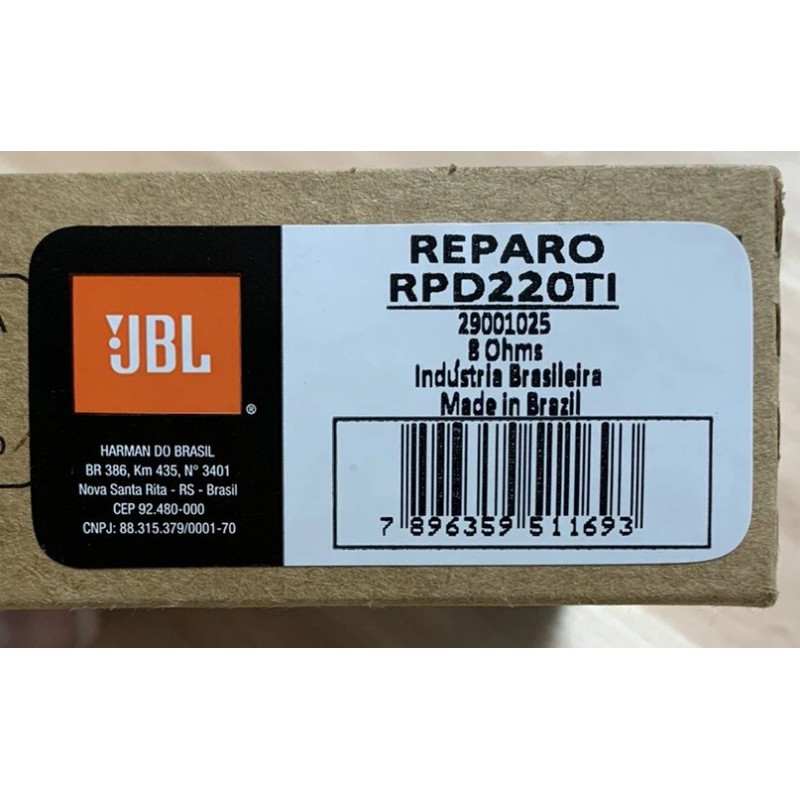 JBL
®
HARMAN DO BRASIL
BR 386, Km 435, N° 3401
Nova Santa Rita - RS - Brasil
CEP 92.480-000
CNPJ: 88.315.379/0001-70
REPARO
RPD220TI
29001025
8 Ohms
Indústria Brasileira
Made in Brazil
7 896359 511693